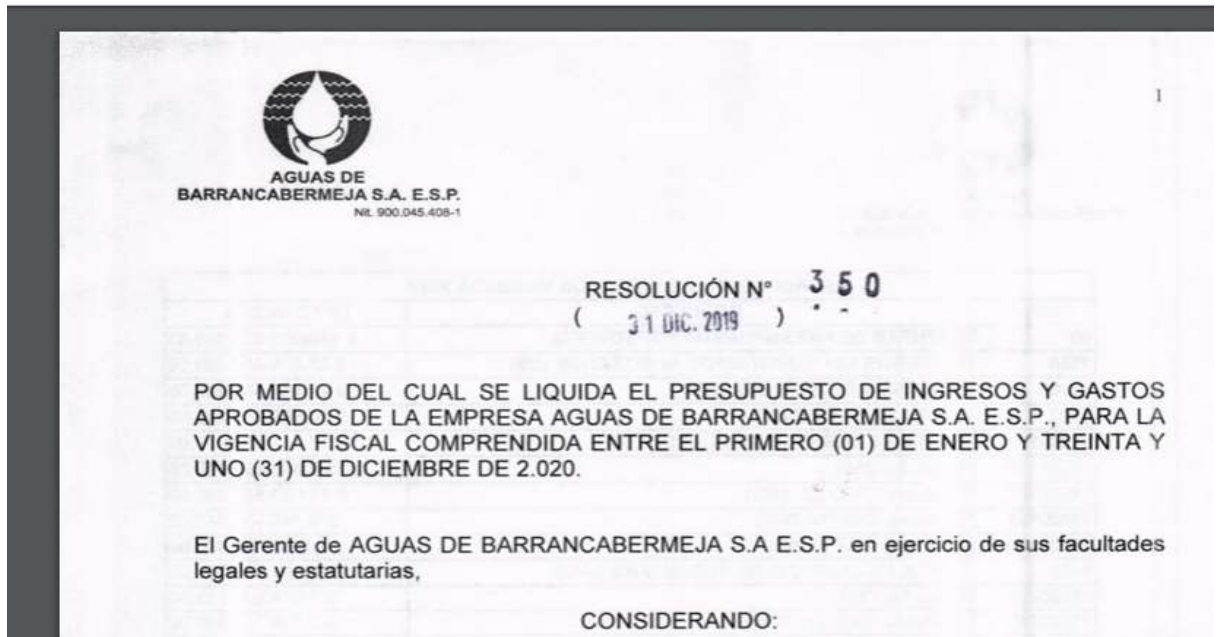 1
AGUAS DE
BARRANCABERMEJA S.A. E.S.P.
Nit. 900.045.408-1
RESOLUCIÓN N° 350
( 31 DIC. 2019 )
POR MEDIO DEL CUAL SE LIQUIDA EL PRESUPUESTO DE INGRESOS Y GASTOS
APROBADOS DE LA EMPRESA AGUAS DE BARRANCABERMEJA S.A. E.S.P., PARA LA
VIGENCIA FISCAL COMPRENDIDA ENTRE EL PRIMERO (01) DE ENERO Y TREINTA Y
UNO (31) DE DICIEMBRE DE 2.020.
El Gerente de AGUAS DE BARRANCABERMEJA S.A E.S.P. en ejercicio de sus facultades
legales y estatutarias,
CONSIDERANDO: